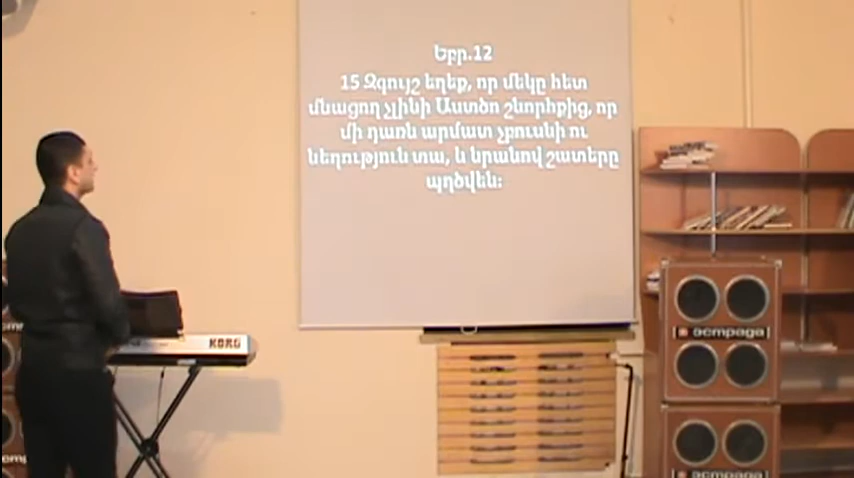 Եբր.12
15 Զգույշ եղեք, որ մեկը հետ
մնացող չլինի Աստծո շնորհքից, որ
մի դառն արմատ չբուսնի ու
նեղություն տա, և նրանով շատերը
պղծվեն:
KORG
эстрада
эстрада